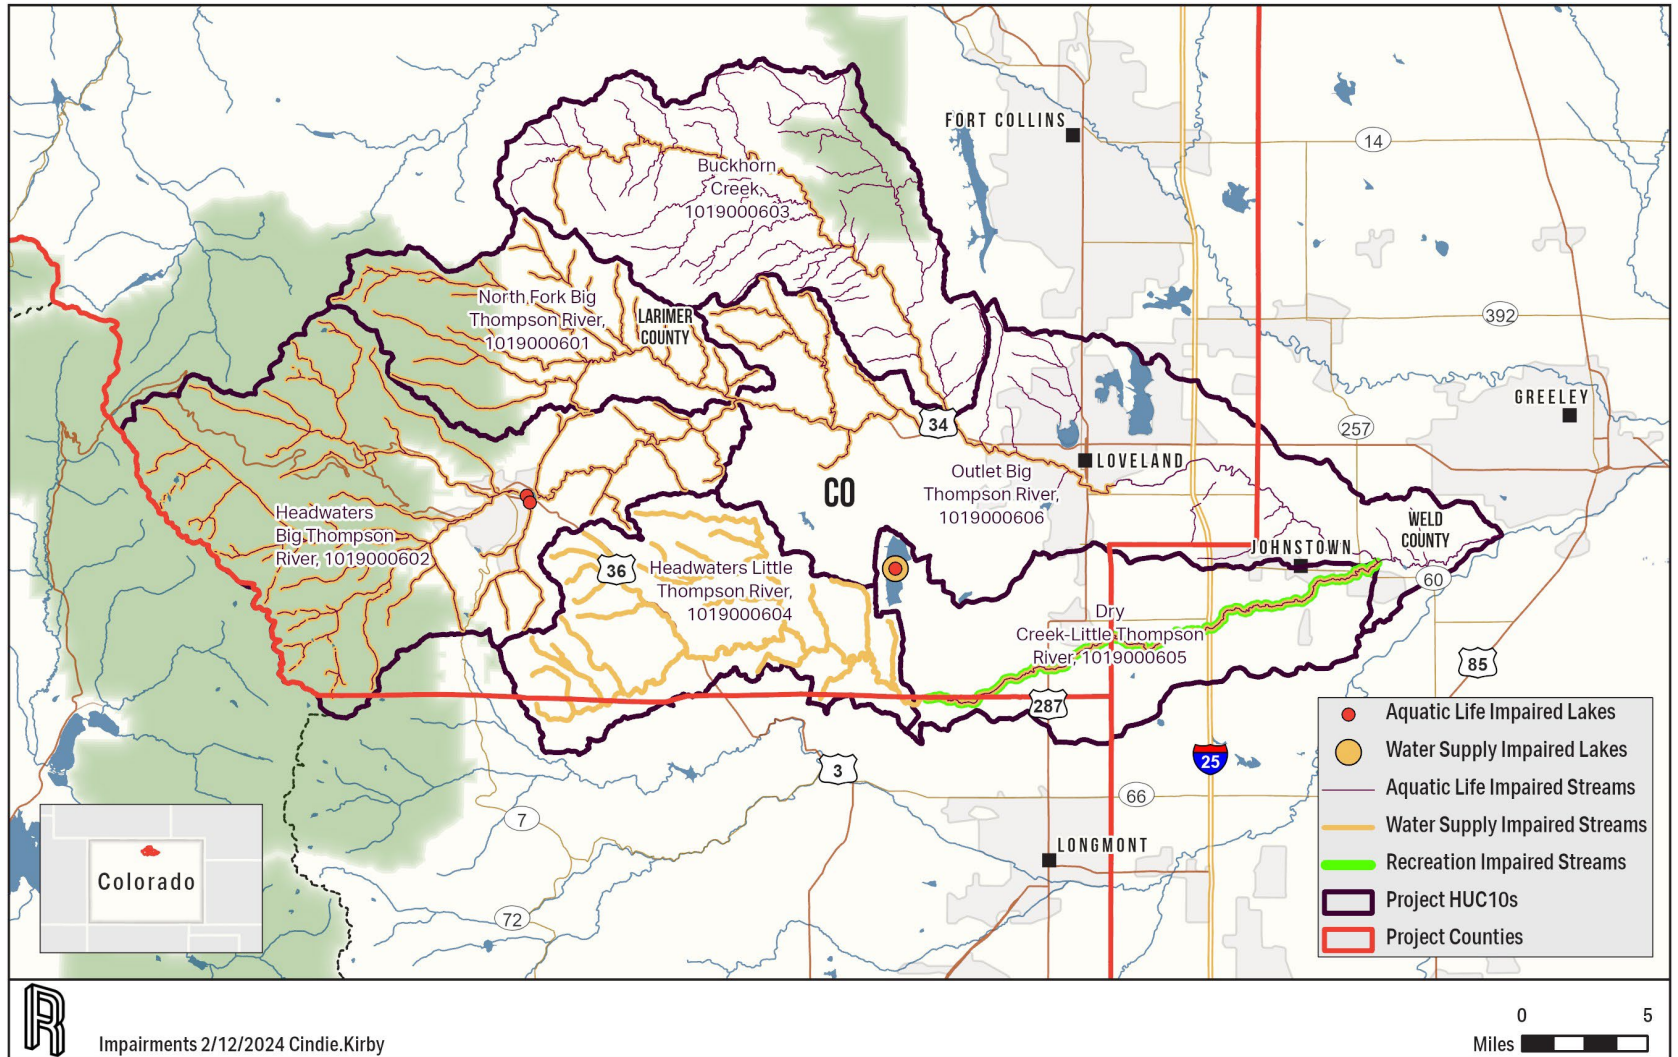 FORT COLLINS
14
Buckhorn
Creek,
1019000603
North Fork Big
Thompson River,
1019000601
LARIMER
COUNTY
392
GREELEY
34
257
LOVELAND
CO
Outlet Big
Thompson River,
1019000606
Headwaters
Big Thompson
River, 1019000602
WELD
COUNTY
JOHNSTOWN
36
Headwaters Little
Thompson River,
1019000604
60
Dry
Creek-Little Thompson
River, 1019000605
85
287
25
3
66
7
LONGMONT
72
Colorado
Aquatic Life Impaired Lakes
Water Supply Impaired Lakes
Aquatic Life Impaired Streams
Water Supply Impaired Streams
Recreation Impaired Streams
Project HUC10s
Project Counties
R
Impairments 2/12/2024 Cindie.Kirby
0 5
Miles